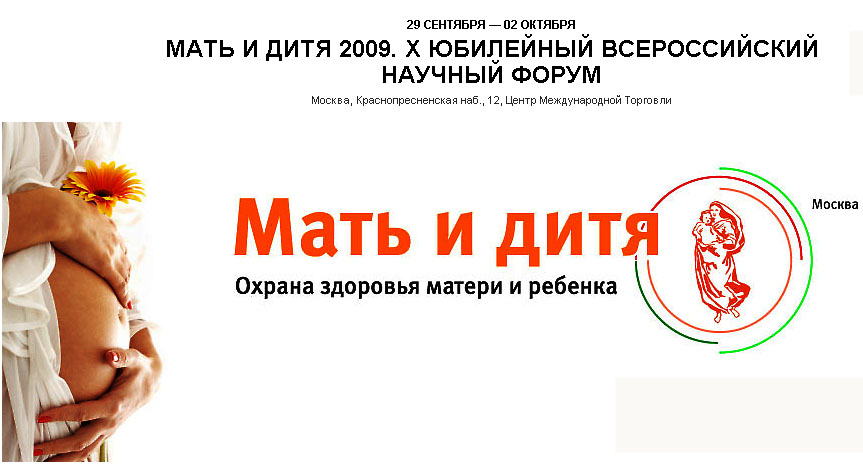 29 СЕНТЯБРЯ — 02 ОКТЯБРЯ
МАТЬ И ДИТЯ 2009. X ЮБИЛЕЙНЫЙ ВСЕРОССИЙСКИЙ
НАУЧНЫЙ ФОРУМ
Москва, Краснопресненская наб., 12, Центр Международной Торговли
Москва
Мать и дитя
Охрана здоровья матери и ребенка